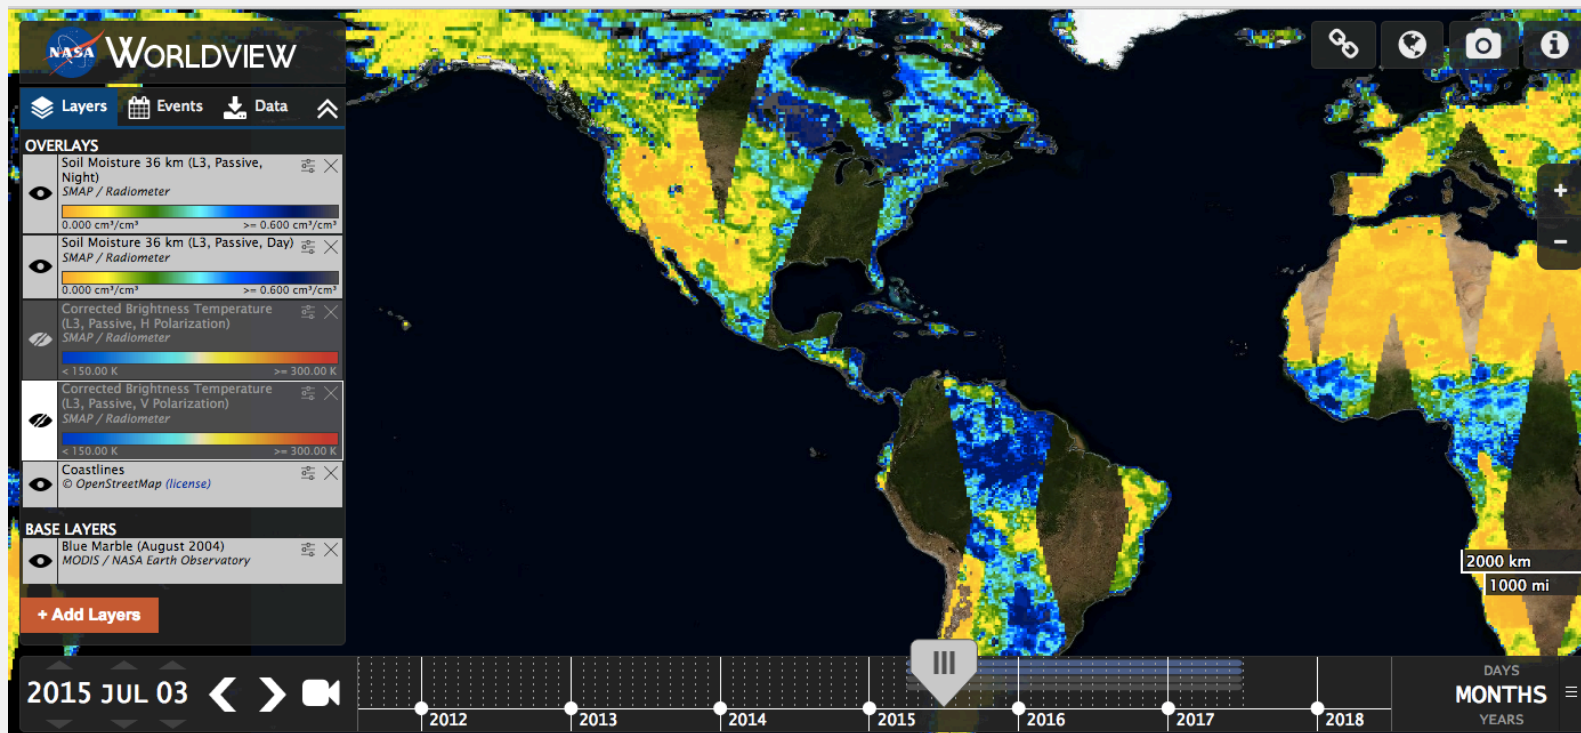 NASA WORLDVIEW
Layers Events Data
OVERLAYS
Soil Moisture 36 km (L3, Passive,
Night)
SMAP / Radiometer
0.000 cm³/cm³ >= 0.600 cm³/cm³
Soil Moisture 36 km (L3, Passive, Day)
SMAP / Radiometer
0.000 cm³/cm³ >= 0.600 cm³/cm³
Corrected Brightness Temperature
(L3, Passive, H Polarization)
SMAP / Radiometer
< 150.00 K >= 300.00 K
Corrected Brightness Temperature
(L3, Passive, V Polarization)
SMAP / Radiometer
< 150.00 K >= 300.00 K
Coastlines
© OpenStreetMap (license)
BASE LAYERS
Blue Marble (August 2004)
MODIS / NASA Earth Observatory
+ Add Layers
2000 km
1000 mi
2015 JUL 03
2012 2013 2014 2015 2016 2017 2018
DAYS
MONTHS
YEARS